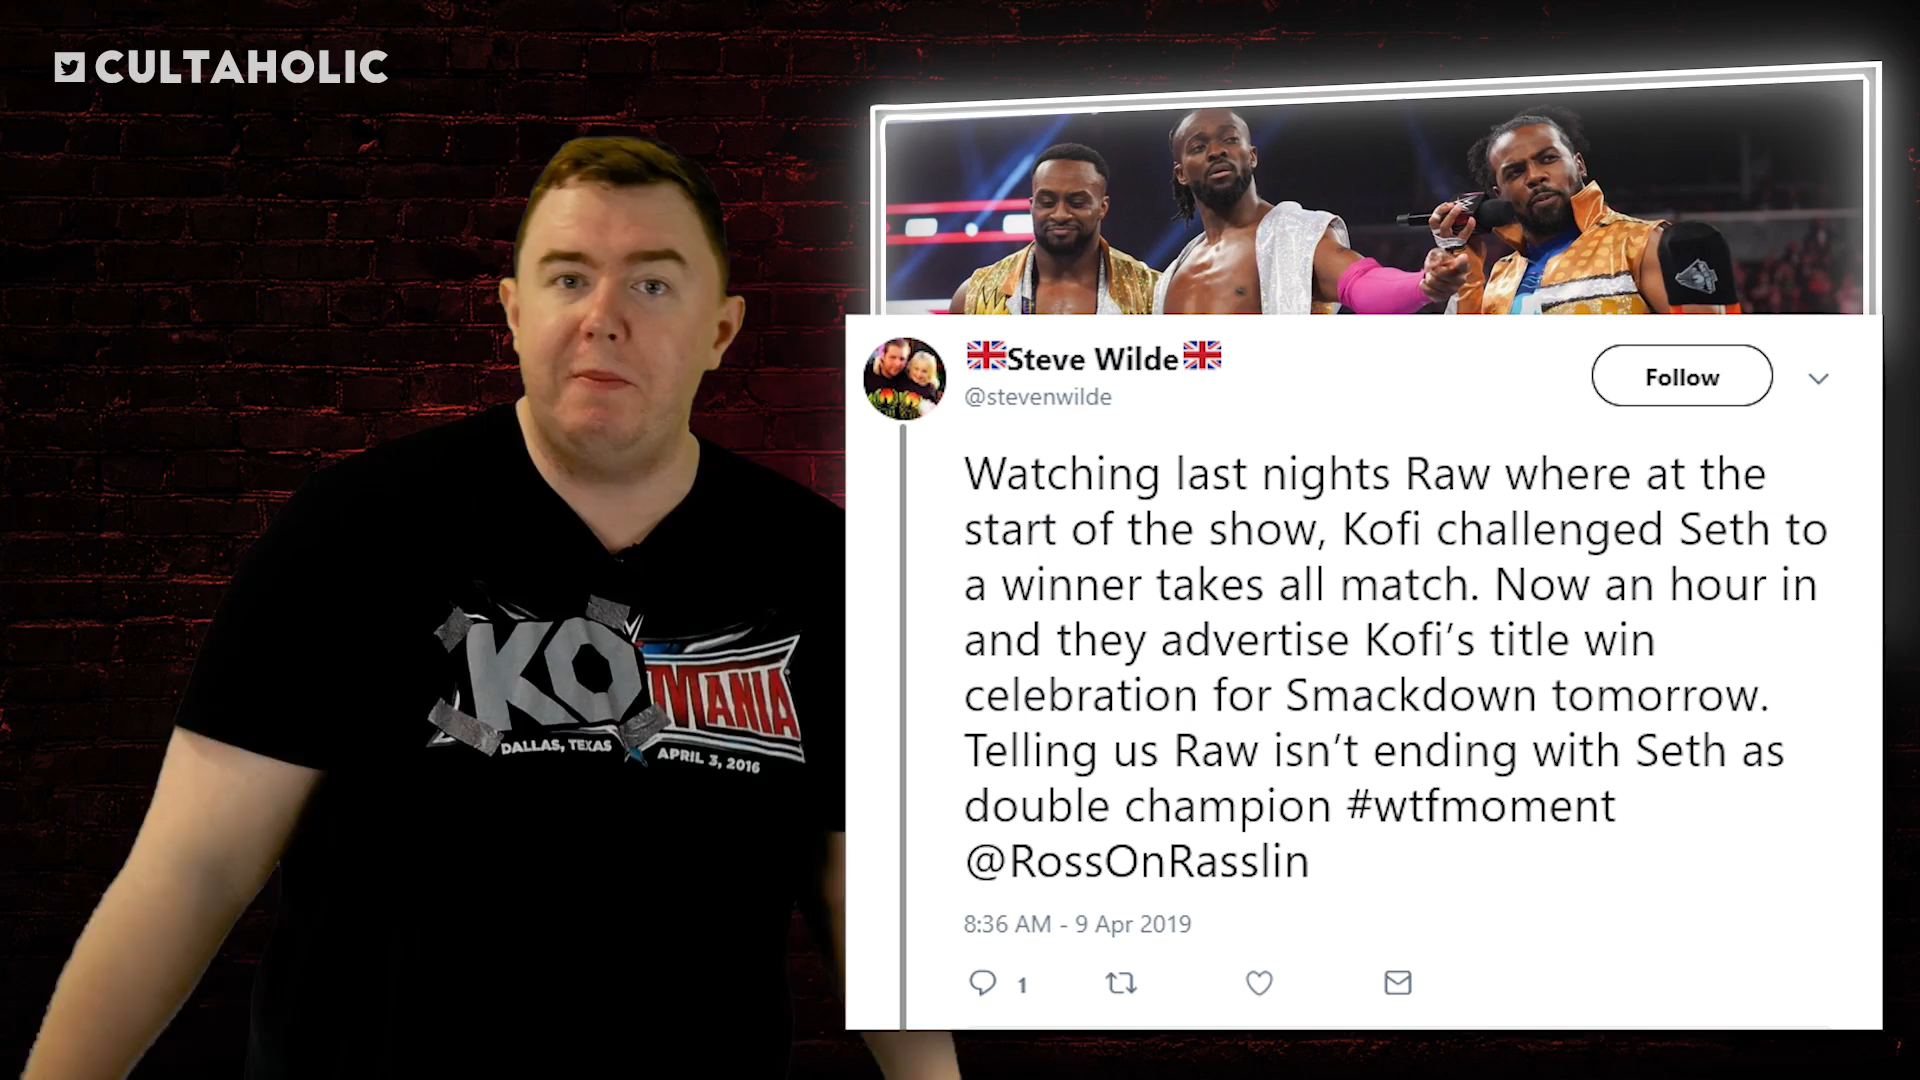 CULTAHOLIC
Steve Wilde
@stevenwilde
Follow
Watching last nights Raw where at the
start of the show, Kofi challenged Seth to
a winner takes all match. Now an hour in
and they advertise Kofi's title win
celebration for Smackdown tomorrow.
Telling us Raw isn't ending with Seth as
double champion #wtfmoment
@RossOnRasslin
8:36 AM - 9 Apr 2019
1
KO
MANIA
DALLAS, TEXAS
APRIL 3, 2016